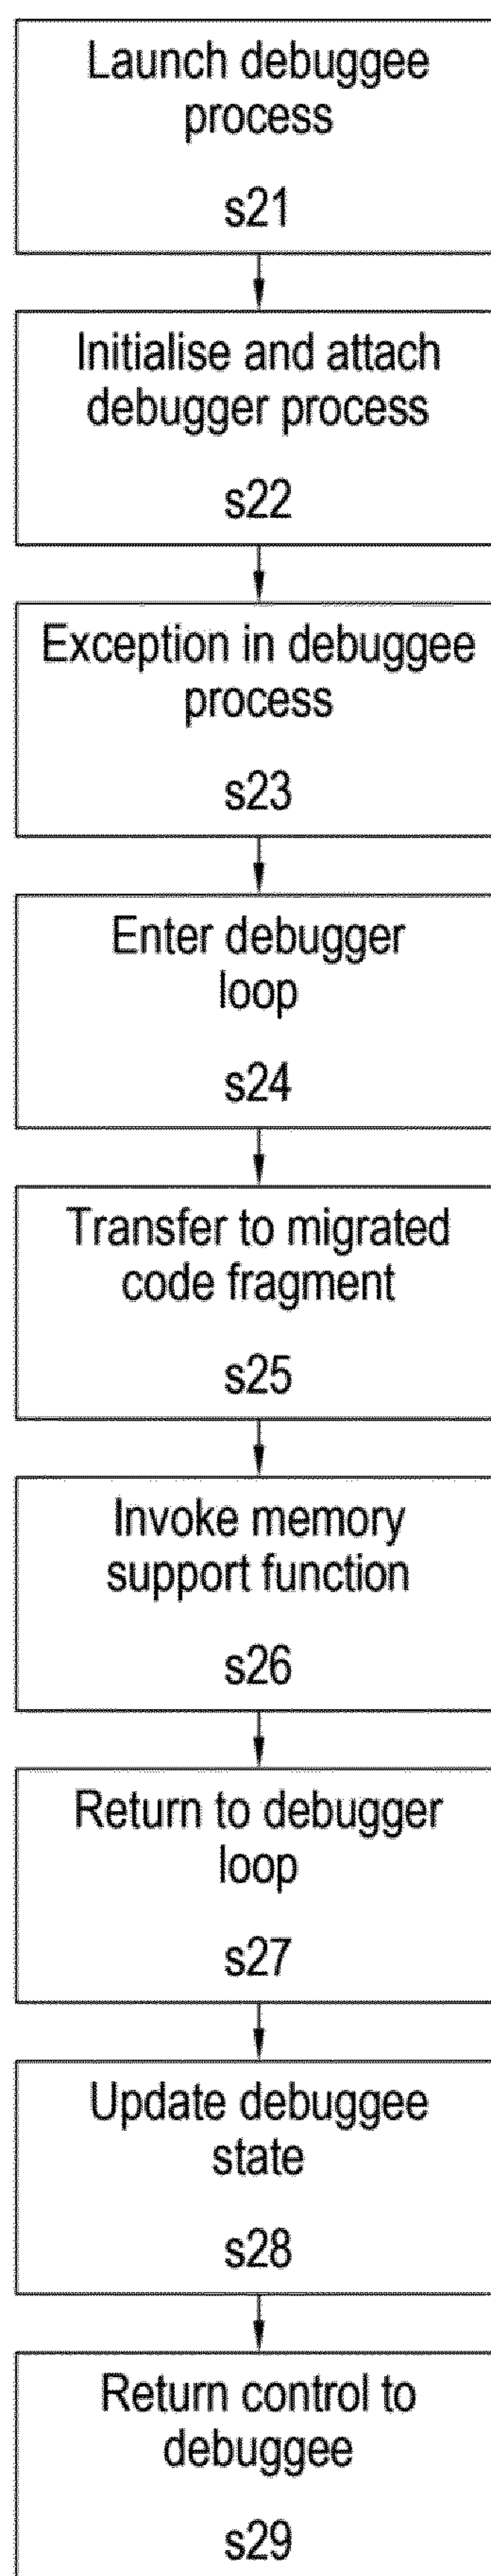 Launch debuggee
process
s21
Initialise and attach
debugger process
s22
Exception in debuggee
process
s23
Enter debugger
loop
s24
Transfer to migrated
code fragment
s25
Invoke memory
support function
s26
Return to debugger
loop
s27
Update debuggee
state
s28
Return control to
debuggee
s29